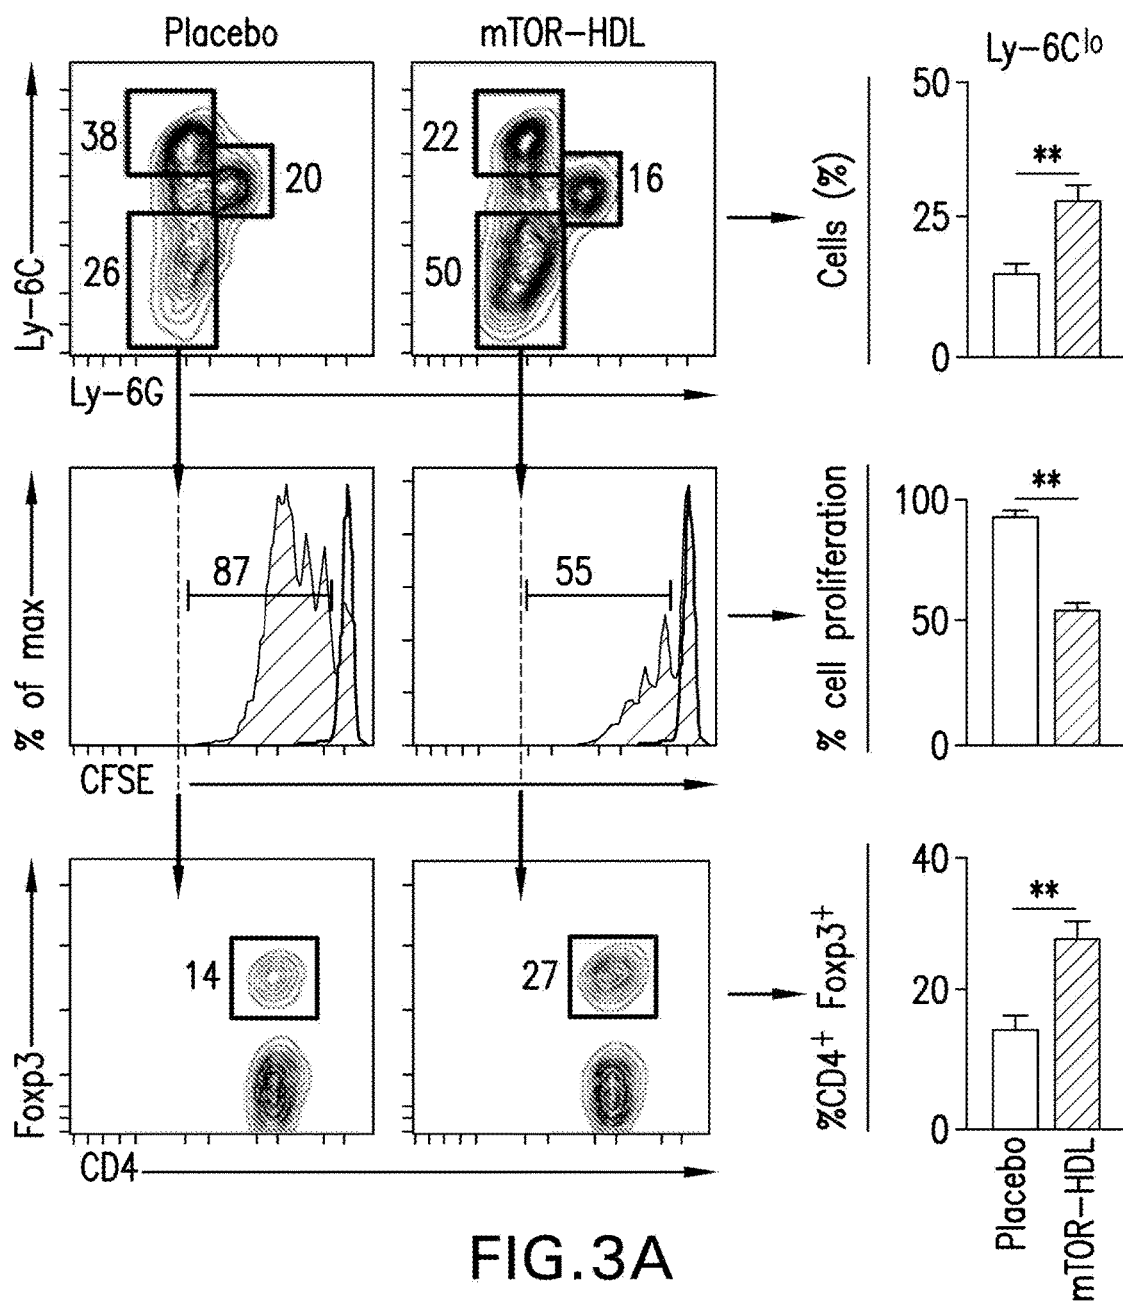 Placebo
mTOR-HDL
Ly-6C^lo
Ly-6C
38
20
26
22
16
50
Cells (%)
50
**
25
0
Ly-6G
% of max
87
55
% cell proliferation
100
**
50
0
CFSE
Foxp3
14
27
%CD4+ Foxp3+
40
**
20
0
CD4
Placebo
mTOR-HDL
FIG.3A